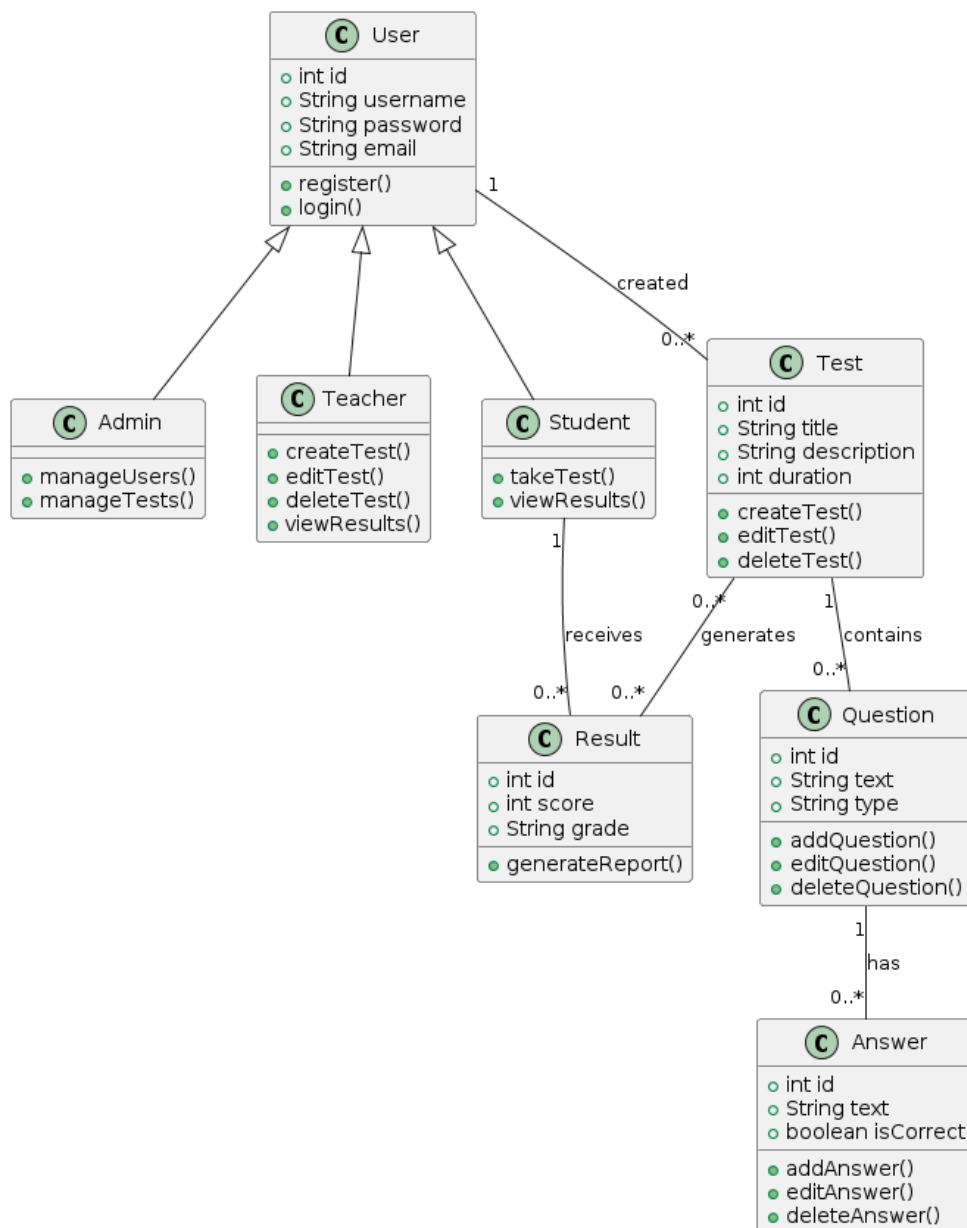 C User
int id
String username
String password
String email
register()
login()
1
created
0..*
C Admin
manageUsers()
manageTests()
C Teacher
createTest()
editTest()
deleteTest()
viewResults()
C Student
takeTest()
viewResults()
C Test
int id
String title
String description
int duration
createTest()
editTest()
deleteTest()
1
receives
0..*
0..*
generates
0..*
1
contains
0..*
C Result
int id
int score
String grade
generateReport()
C Question
int id
String text
String type
addQuestion()
editQuestion()
deleteQuestion()
1
has
0..*
C Answer
int id
String text
boolean isCorrect
addAnswer()
editAnswer()
deleteAnswer()